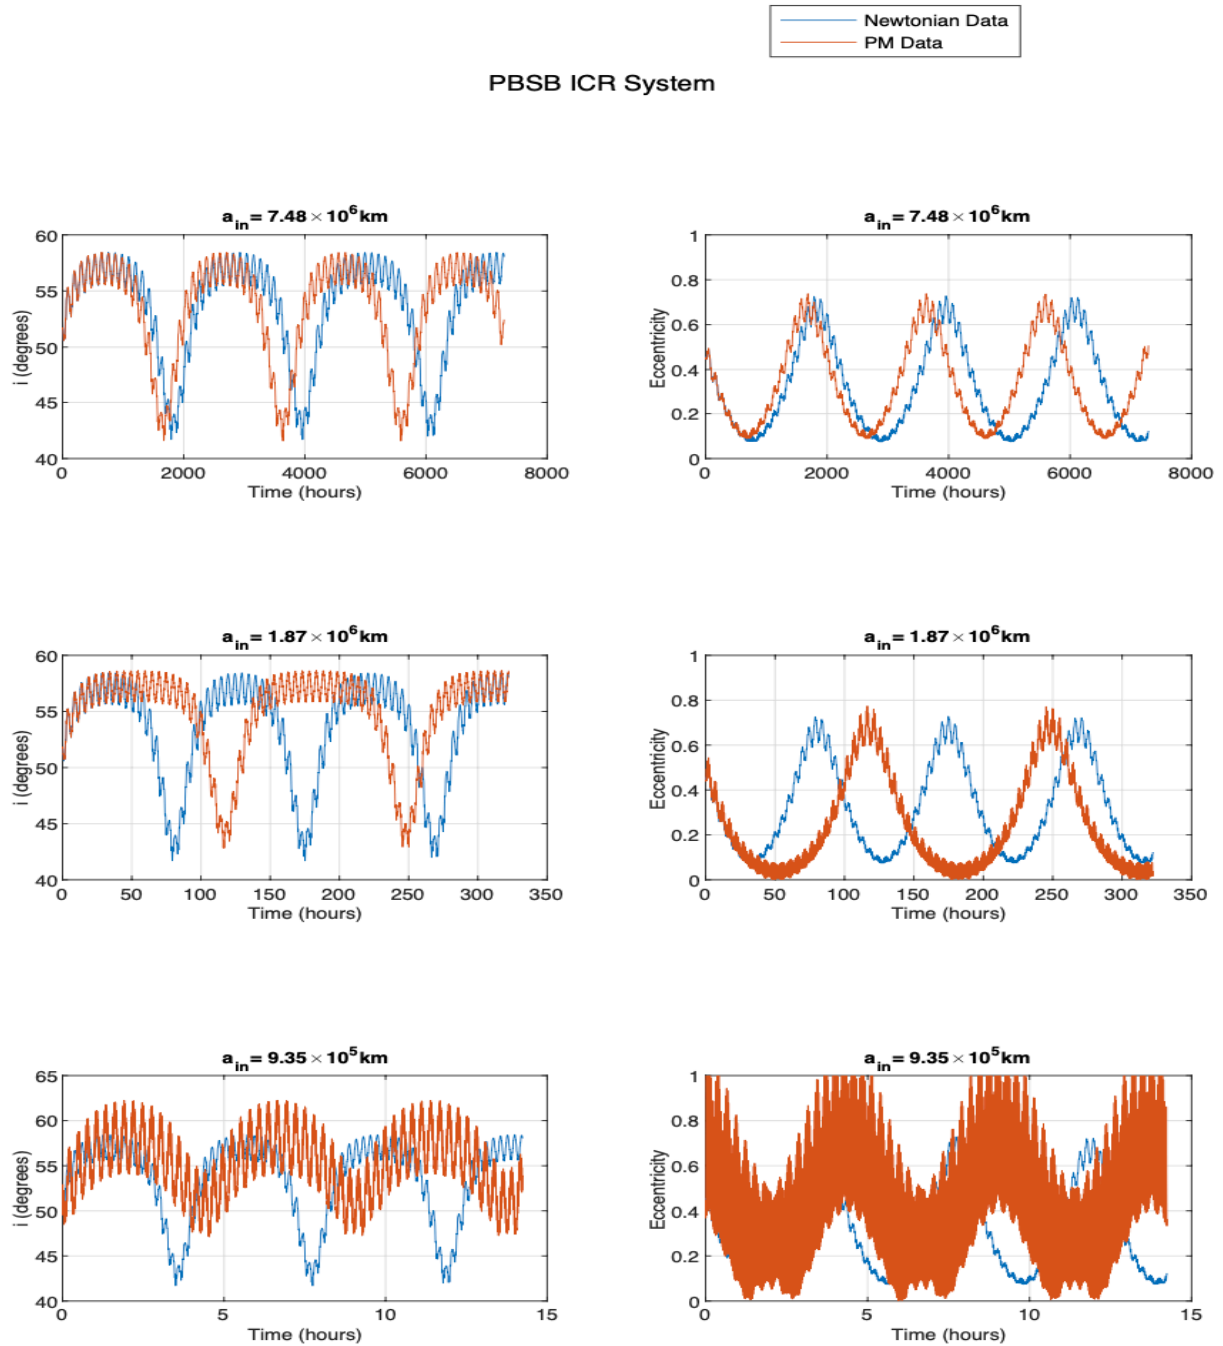 Newtonian Data
PM Data
PBSB ICR System
a_in = 7.48 × 10^6 km
60
55
50
45
40
i (degrees)
0 2000 4000 6000 8000
Time (hours)
a_in = 7.48 × 10^6 km
1
0.8
0.6
0.4
0.2
0
Eccentricity
0 2000 4000 6000 8000
Time (hours)
a_in = 1.87 × 10^6 km
60
55
50
45
40
i (degrees)
0 50 100 150 200 250 300 350
Time (hours)
a_in = 1.87 × 10^6 km
1
0.8
0.6
0.4
0.2
0
Eccentricity
0 50 100 150 200 250 300 350
Time (hours)
a_in = 9.35 × 10^5 km
65
60
55
50
45
40
i (degrees)
0 5 10 15
Time (hours)
a_in = 9.35 × 10^5 km
1
0.8
0.6
0.4
0.2
0
Eccentricity
0 5 10 15
Time (hours)